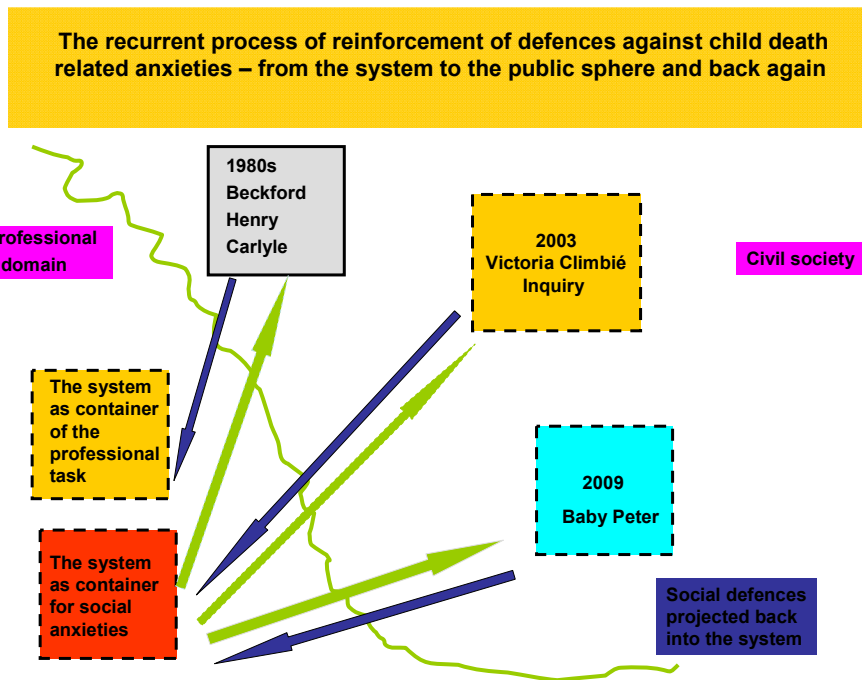 The recurrent process of reinforcement of defences against child death
related anxieties – from the system to the public sphere and back again
1980s
Beckford
Henry
Carlyle
rofessional
domain
2003
Victoria Climbié
Inquiry
Civil society
The system
as container
of the
professional
task
2009
Baby Peter
The system
as container
for social
anxieties
Social defences
projected back
into the system